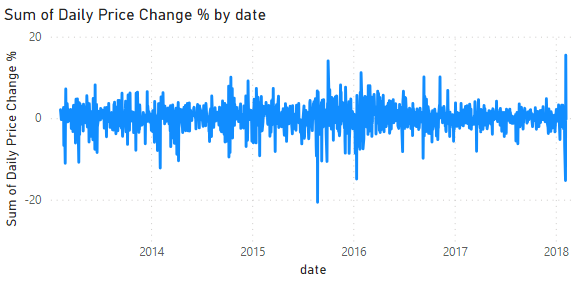 Sum of Daily Price Change % by date
Sum of Daily Price Change %
20
0
-20
2014 2015 2016 2017 2018
date